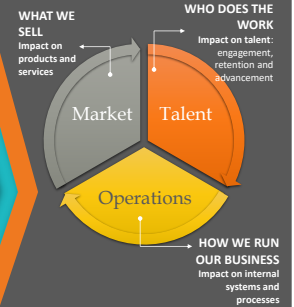 WHAT WE
SELL
Impact on
products and
services
WHO DOES THE
WORK
Impact on talent:
engagement,
retention and
advancement
Market
Talent
Operations
HOW WE RUN
OUR BUSINESS
Impact on internal
systems and
processes